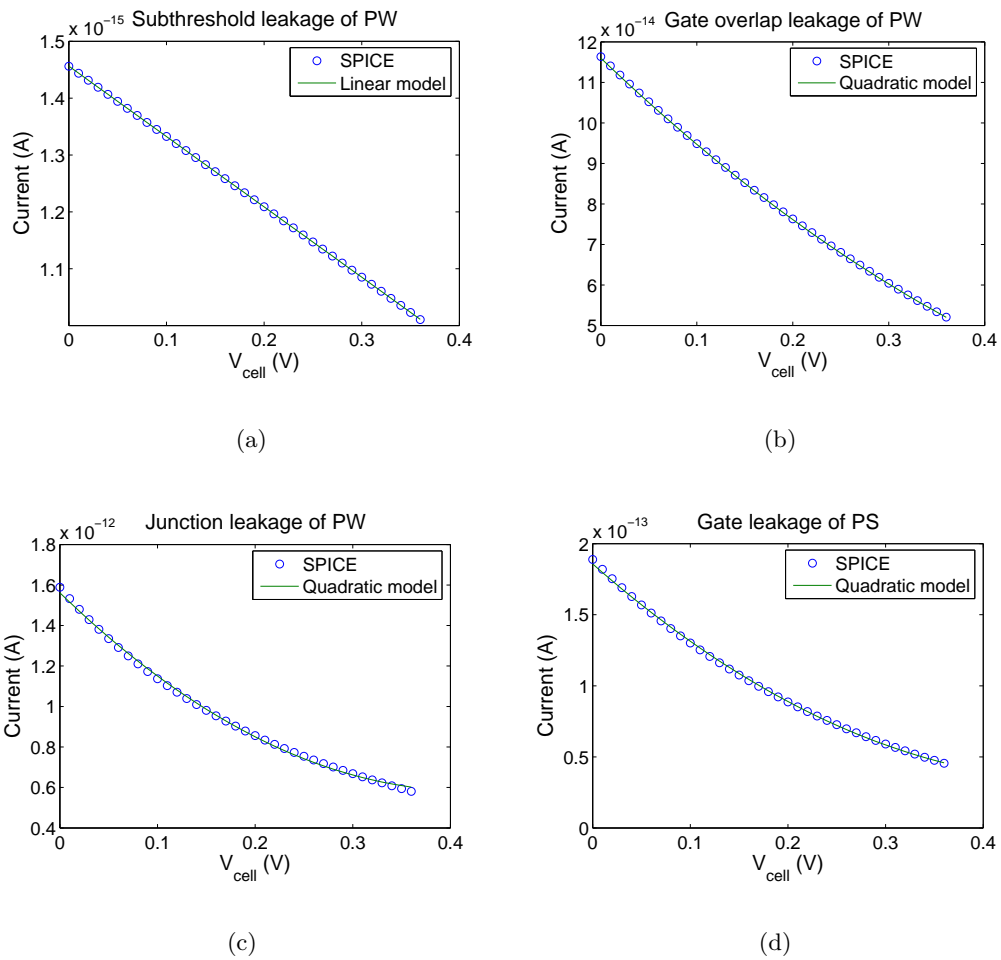 x 10⁻¹⁵ Subthreshold leakage of PW
1.5
1.4
1.3
1.2
1.1
0 0.1 0.2 0.3 0.4
Current (A)
V_cell (V)
SPICE
Linear model
(a)
x 10⁻¹⁴ Gate overlap leakage of PW
12
11
10
9
8
7
6
5
0 0.1 0.2 0.3 0.4
Current (A)
V_cell (V)
SPICE
Quadratic model
(b)
x 10⁻¹² Junction leakage of PW
1.8
1.6
1.4
1.2
1
0.8
0.6
0.4
0 0.1 0.2 0.3 0.4
Current (A)
V_cell (V)
SPICE
Quadratic model
(c)
x 10⁻¹³ Gate leakage of PS
2
1.5
1
0.5
0
0 0.1 0.2 0.3 0.4
Current (A)
V_cell (V)
SPICE
Quadratic model
(d)